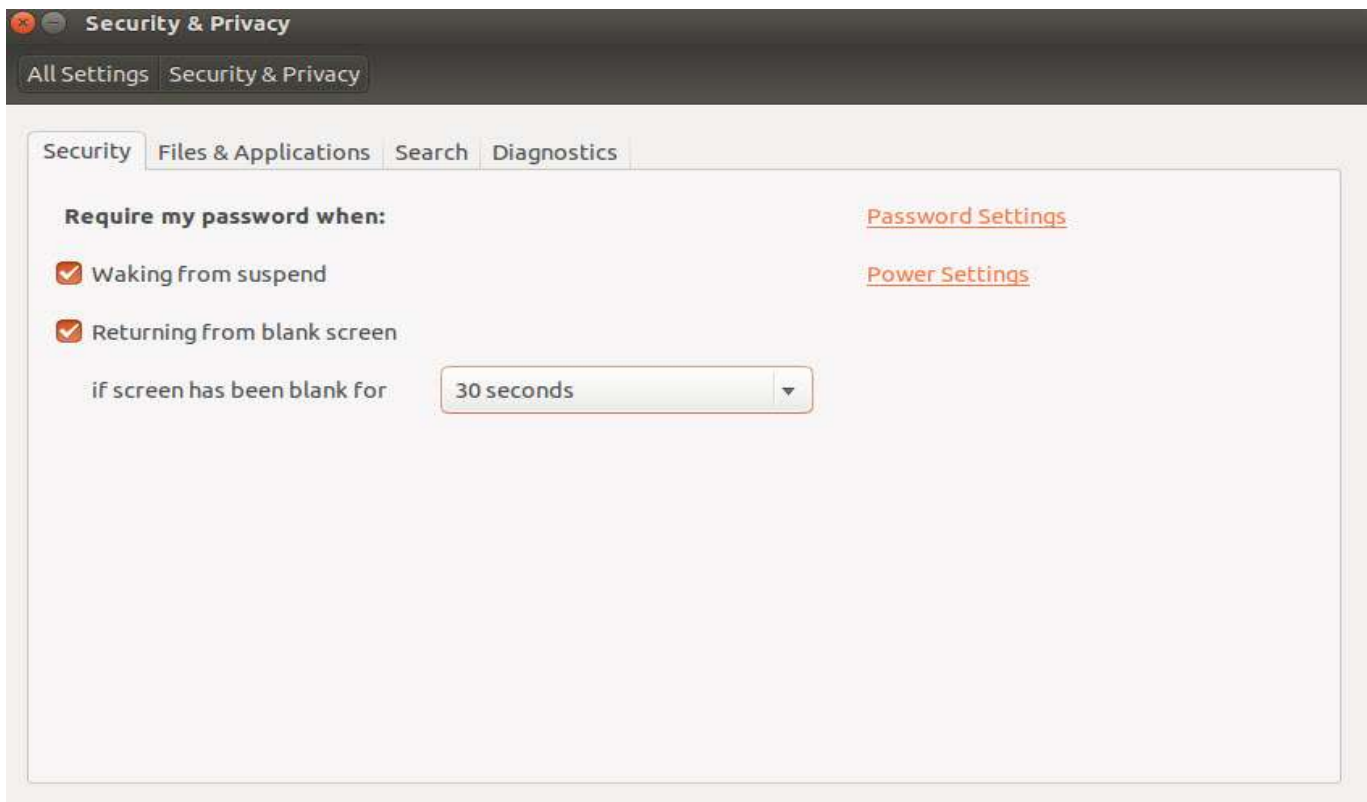 Security & Privacy
All Settings Security & Privacy
Security Files & Applications Search Diagnostics
Require my password when: Password Settings
Waking from suspend Power Settings
Returning from blank screen
if screen has been blank for 30 seconds